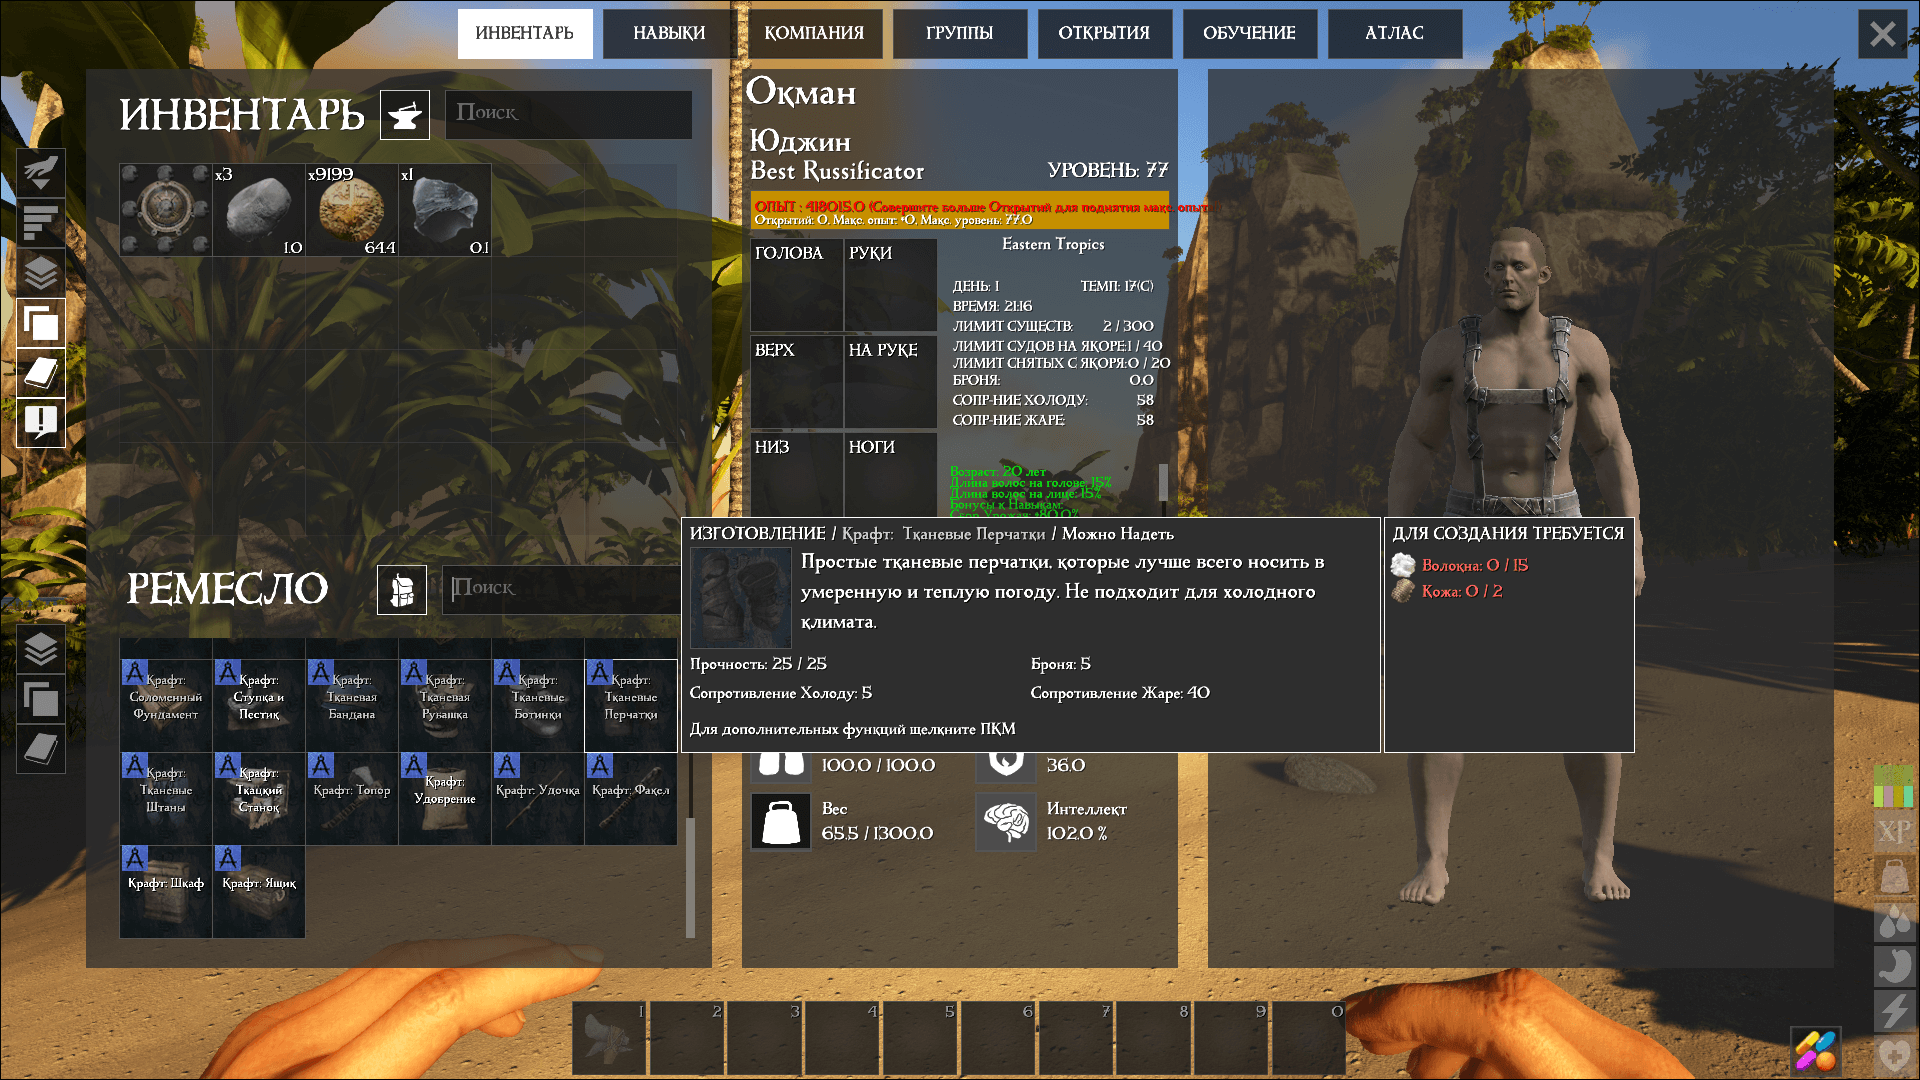 ИНВЕНТАРЬ
НАВЫКИ
КОМПАНИЯ
ГРУППЫ
ОТКРЫТИЯ
ОБУЧЕНИЕ
АТЛАС
ИНВЕНТАРЬ
Поиск
x3
1.0
x9199
64.4
x1
0.1
Окман
Юджин
Best Russificator
УРОВЕНЬ: 77
ОПЫТ : 418015.0 (Совершите больше Открытий для поднятия макс. опыта
Открытий: 0. Макс. опыт: +0. Макс. уровень: 77.0
ГОЛОВА
РУКИ
ВЕРХ
НА РУКЕ
НИЗ
НОГИ
Eastern Tropics
ДЕНЬ: 1
ТЕМП: 17(C)
ВРЕМЯ: 21:16
ЛИМИТ СУЩЕСТВ: 2 / 300
ЛИМИТ СУДОВ НА ЯКОРЕ:1 / 40
ЛИМИТ СНЯТЫХ С ЯКОРЯ:0 / 20
БРОНЯ: 0.0
СОПР-НИЕ ХОЛОДУ: 58
СОПР-НИЕ ЖАРЕ: 58
Возраст: 20 лет
Длина волос на голове: 15%
Длина волос на лице: 15%
Бонусы к Навыкам:
Сбор Урожая: +80.0%
РЕМЕСЛО
Поиск
Крафт: Соломенный Фундамент
Крафт: Ступка и Пестик
Крафт: Тканевая Бандана
Крафт: Тканевая Рубашка
Крафт: Тканевые Ботинки
Крафт: Тканевые Перчатки
Крафт: Тканевые Штаны
Крафт: Ткацкий Станок
Крафт: Топор
Крафт: Удобрение
Крафт: Удочка
Крафт: Факел
Крафт: Шкаф
Крафт: Ящик
ИЗГОТОВЛЕНИЕ / Крафт: Тканевые Перчатки / Можно Надеть
Простые тканевые перчатки, которые лучше всего носить в
умеренную и теплую погоду. Не подходит для холодного
климата.
Прочность: 25 / 25
Броня: 5
Сопротивление Холоду: 5
Сопротивление Жаре: 40
Для дополнительных функций щелкните ПКМ
ДЛЯ СОЗДАНИЯ ТРЕБУЕТСЯ
Волокна: 0 / 15
Кожа: 0 / 2
100.0 / 100.0
36.0
Вес
65.5 / 1300.0
Интеллект
102.0 %
XP
1
2
3
4
5
6
7
8
9
0